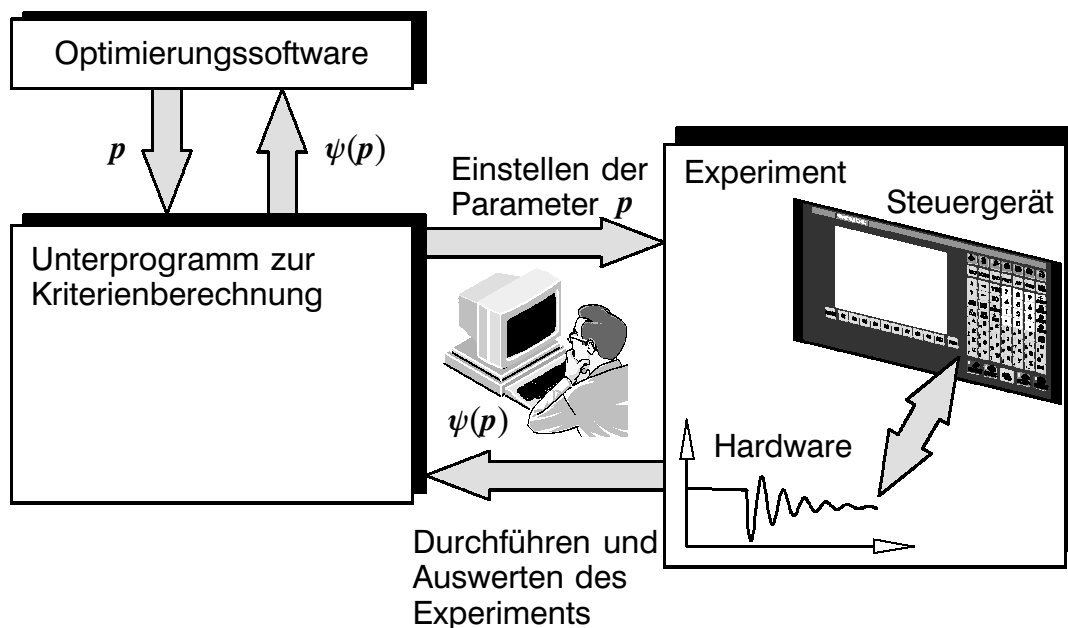 Optimierungssoftware
p
ψ(p)
Einstellen der
Parameter p
Experiment
Steuergerät
Unterprogramm zur
Kriterienberechnung
ψ(p)
Hardware
Durchführen und
Auswerten des
Experiments